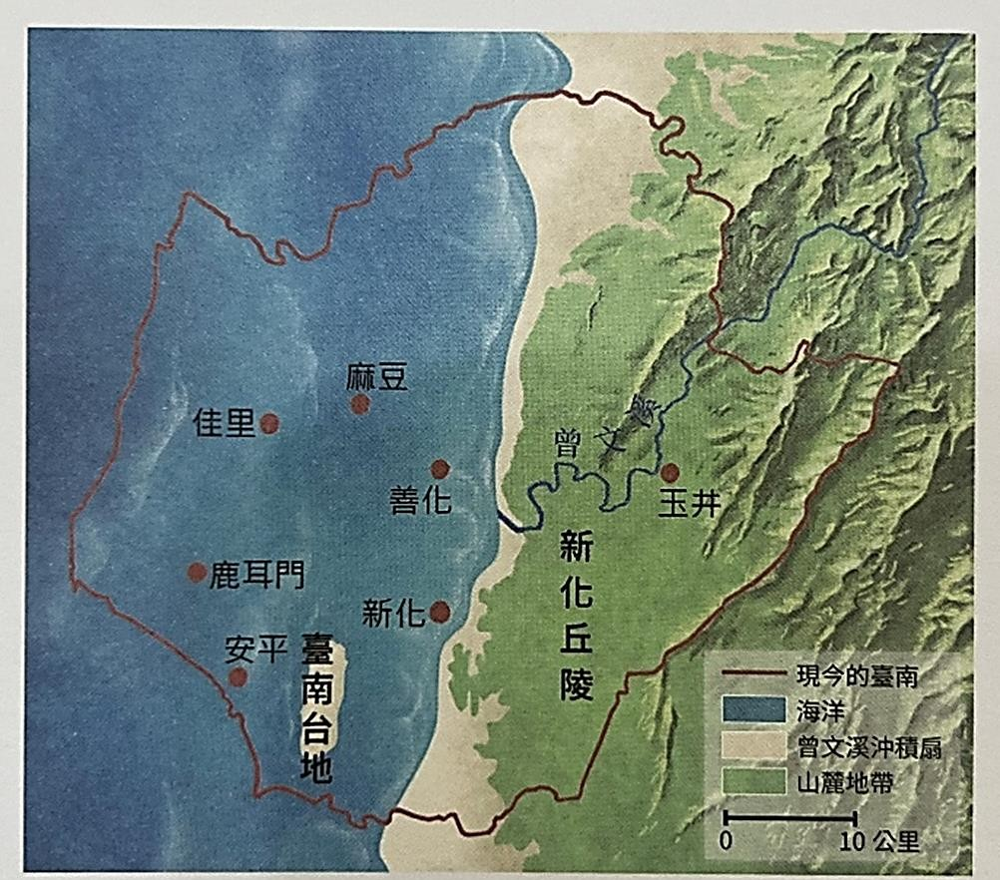 麻豆
佳里
曾文溪
善化
玉井
新化丘陵
鹿耳門
新化
安平
臺南台地
現今的臺南
海洋
曾文溪沖積扇
山麓地帶
0 10 公里